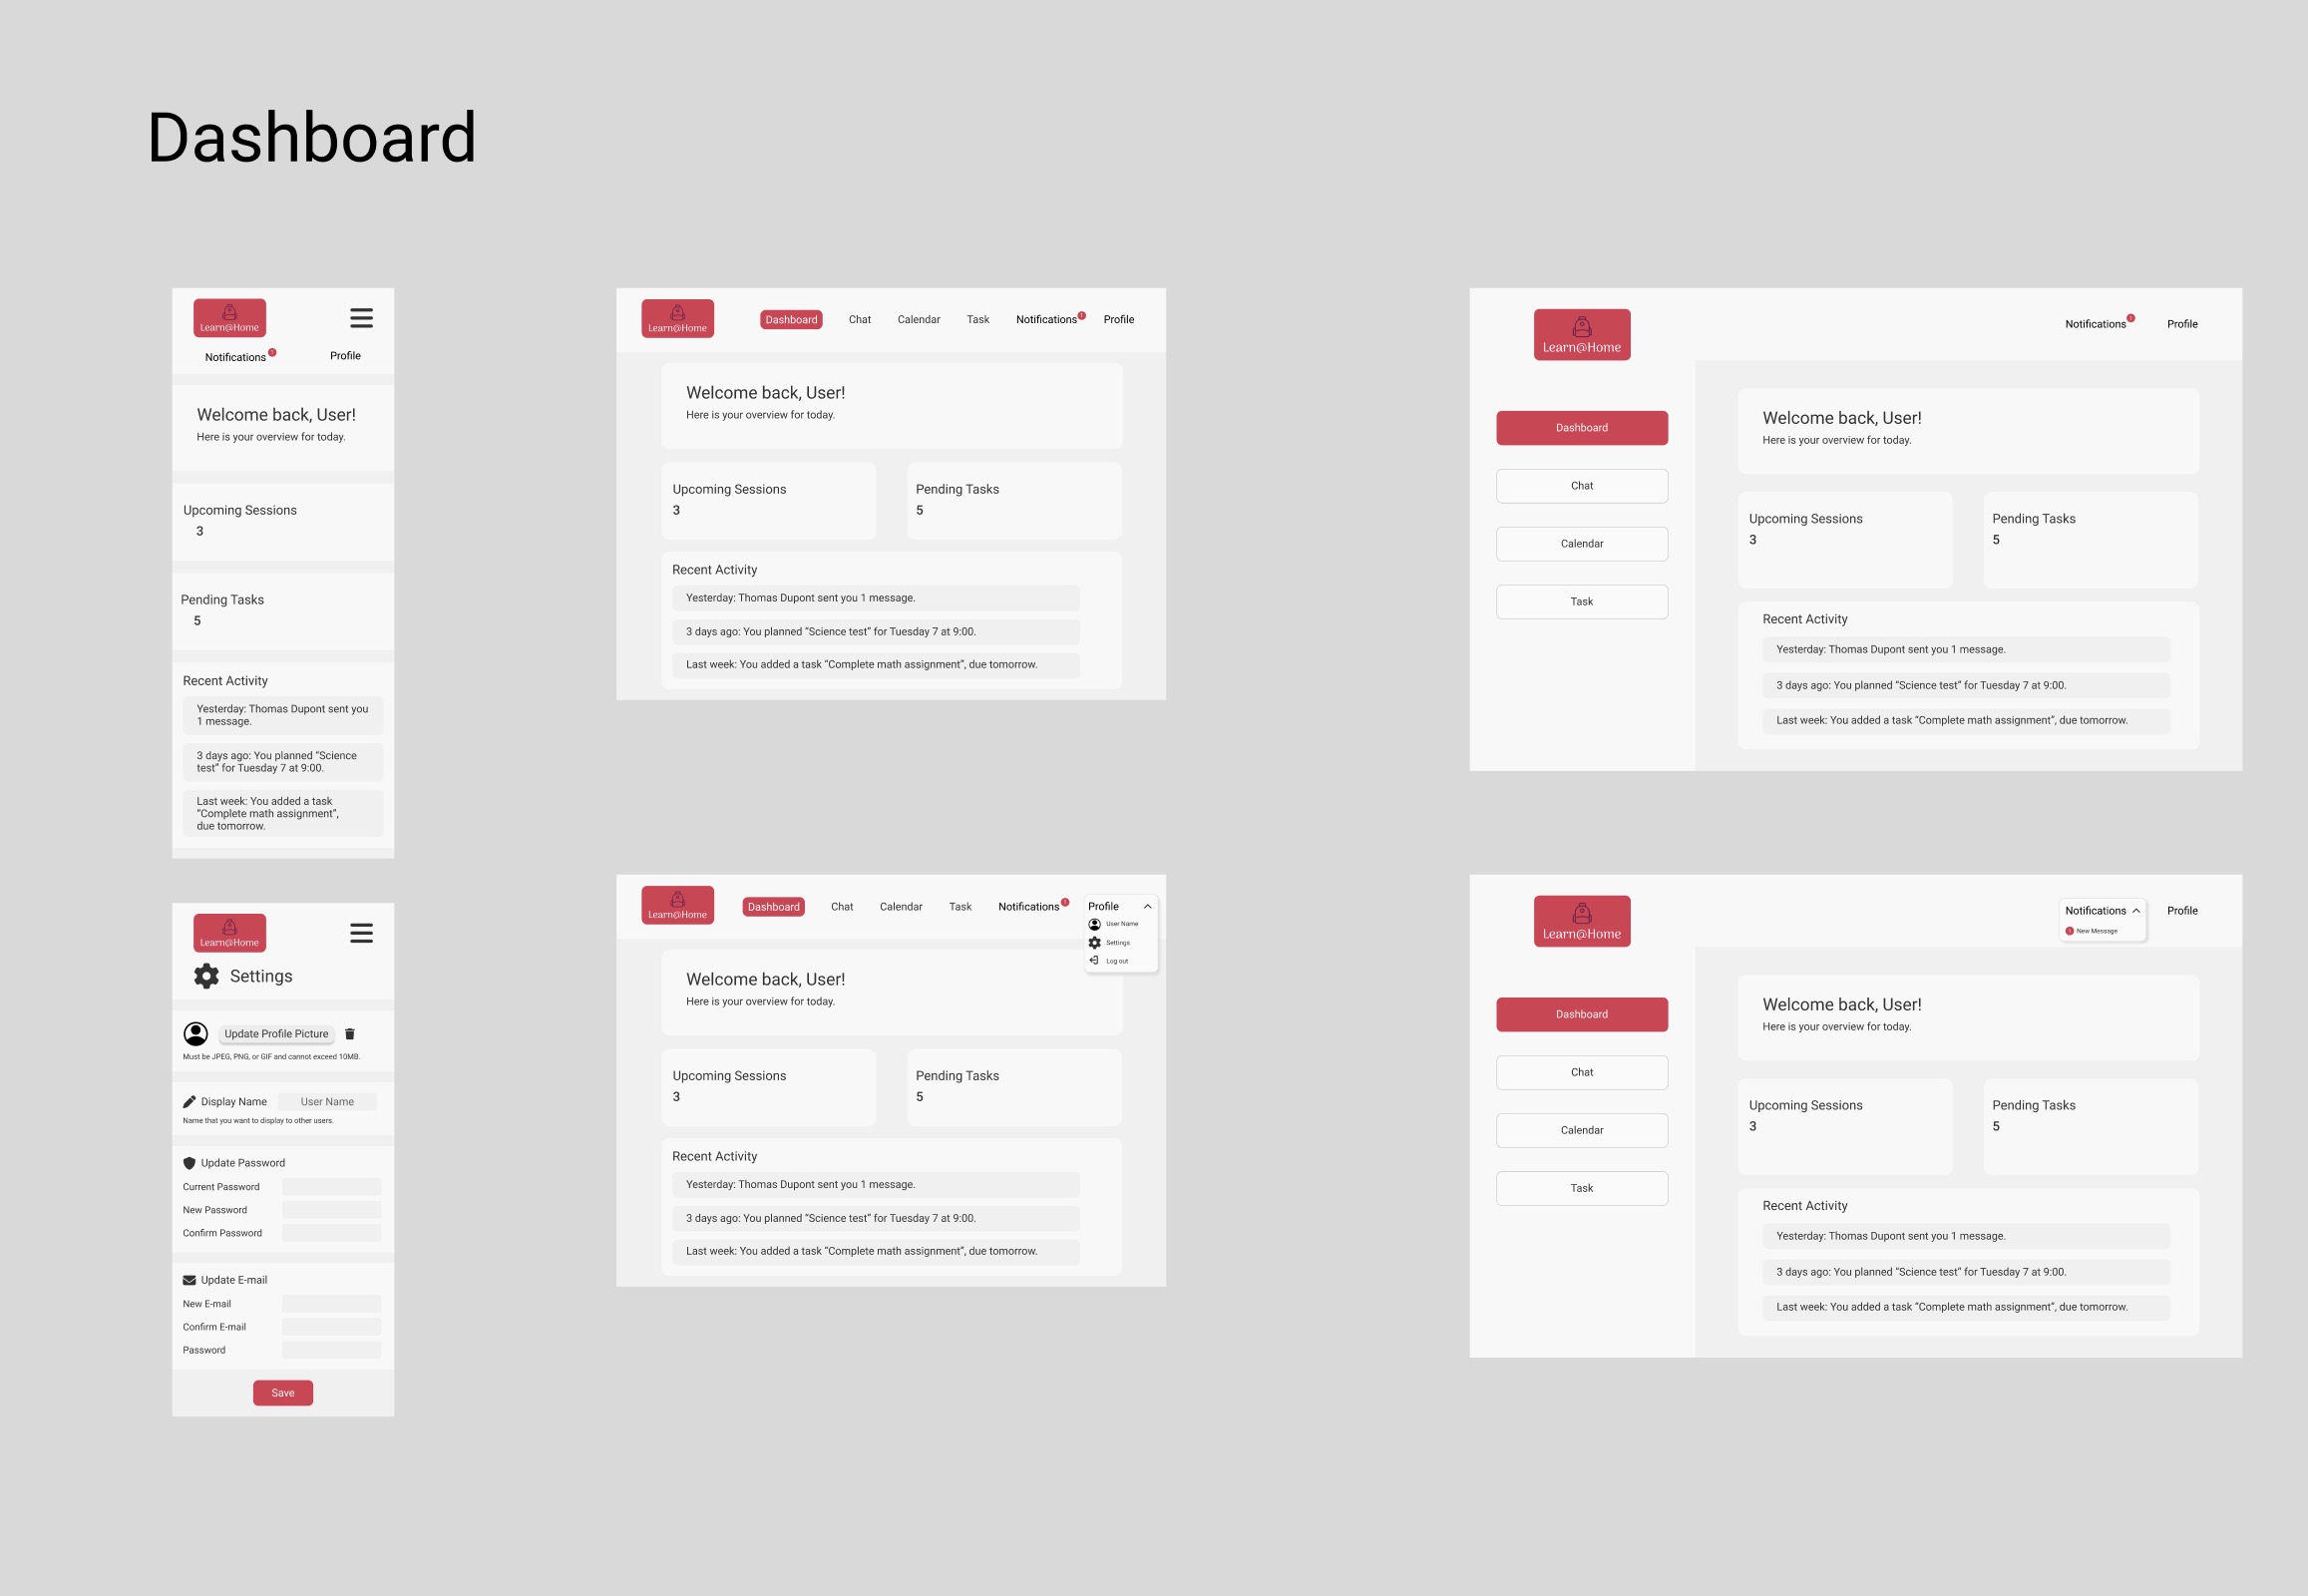 Dashboard
Learn@Home
Notifications 1
Profile
Welcome back, User!
Here is your overview for today.
Upcoming Sessions
3
Pending Tasks
5
Recent Activity
Yesterday: Thomas Dupont sent you
1 message.
3 days ago: You planned “Science
test” for Tuesday 7 at 9:00.
Last week: You added a task
“Complete math assignment”,
due tomorrow.
Learn@Home
Dashboard Chat Calendar Task Notifications 1 Profile
Welcome back, User!
Here is your overview for today.
Upcoming Sessions
3
Pending Tasks
5
Recent Activity
Yesterday: Thomas Dupont sent you 1 message.
3 days ago: You planned “Science test” for Tuesday 7 at 9:00.
Last week: You added a task “Complete math assignment”, due tomorrow.
Learn@Home
Notifications 1 Profile
Dashboard
Chat
Calendar
Task
Welcome back, User!
Here is your overview for today.
Upcoming Sessions
3
Pending Tasks
5
Recent Activity
Yesterday: Thomas Dupont sent you 1 message.
3 days ago: You planned “Science test” for Tuesday 7 at 9:00.
Last week: You added a task “Complete math assignment”, due tomorrow.
Learn@Home
Settings
Update Profile Picture
Must be JPEG, PNG, or GIF and cannot exceed 10MB.
Display Name User Name
Name that you want to display to other users.
Update Password
Current Password
New Password
Confirm Password
Update E-mail
New E-mail
Confirm E-mail
Password
Save
Learn@Home
Dashboard Chat Calendar Task Notifications 1 Profile
User Name
Settings
Log out
Welcome back, User!
Here is your overview for today.
Upcoming Sessions
3
Pending Tasks
5
Recent Activity
Yesterday: Thomas Dupont sent you 1 message.
3 days ago: You planned “Science test” for Tuesday 7 at 9:00.
Last week: You added a task “Complete math assignment”, due tomorrow.
Learn@Home
Notifications Profile
1 New Message
Dashboard
Chat
Calendar
Task
Welcome back, User!
Here is your overview for today.
Upcoming Sessions
3
Pending Tasks
5
Recent Activity
Yesterday: Thomas Dupont sent you 1 message.
3 days ago: You planned “Science test” for Tuesday 7 at 9:00.
Last week: You added a task “Complete math assignment”, due tomorrow.